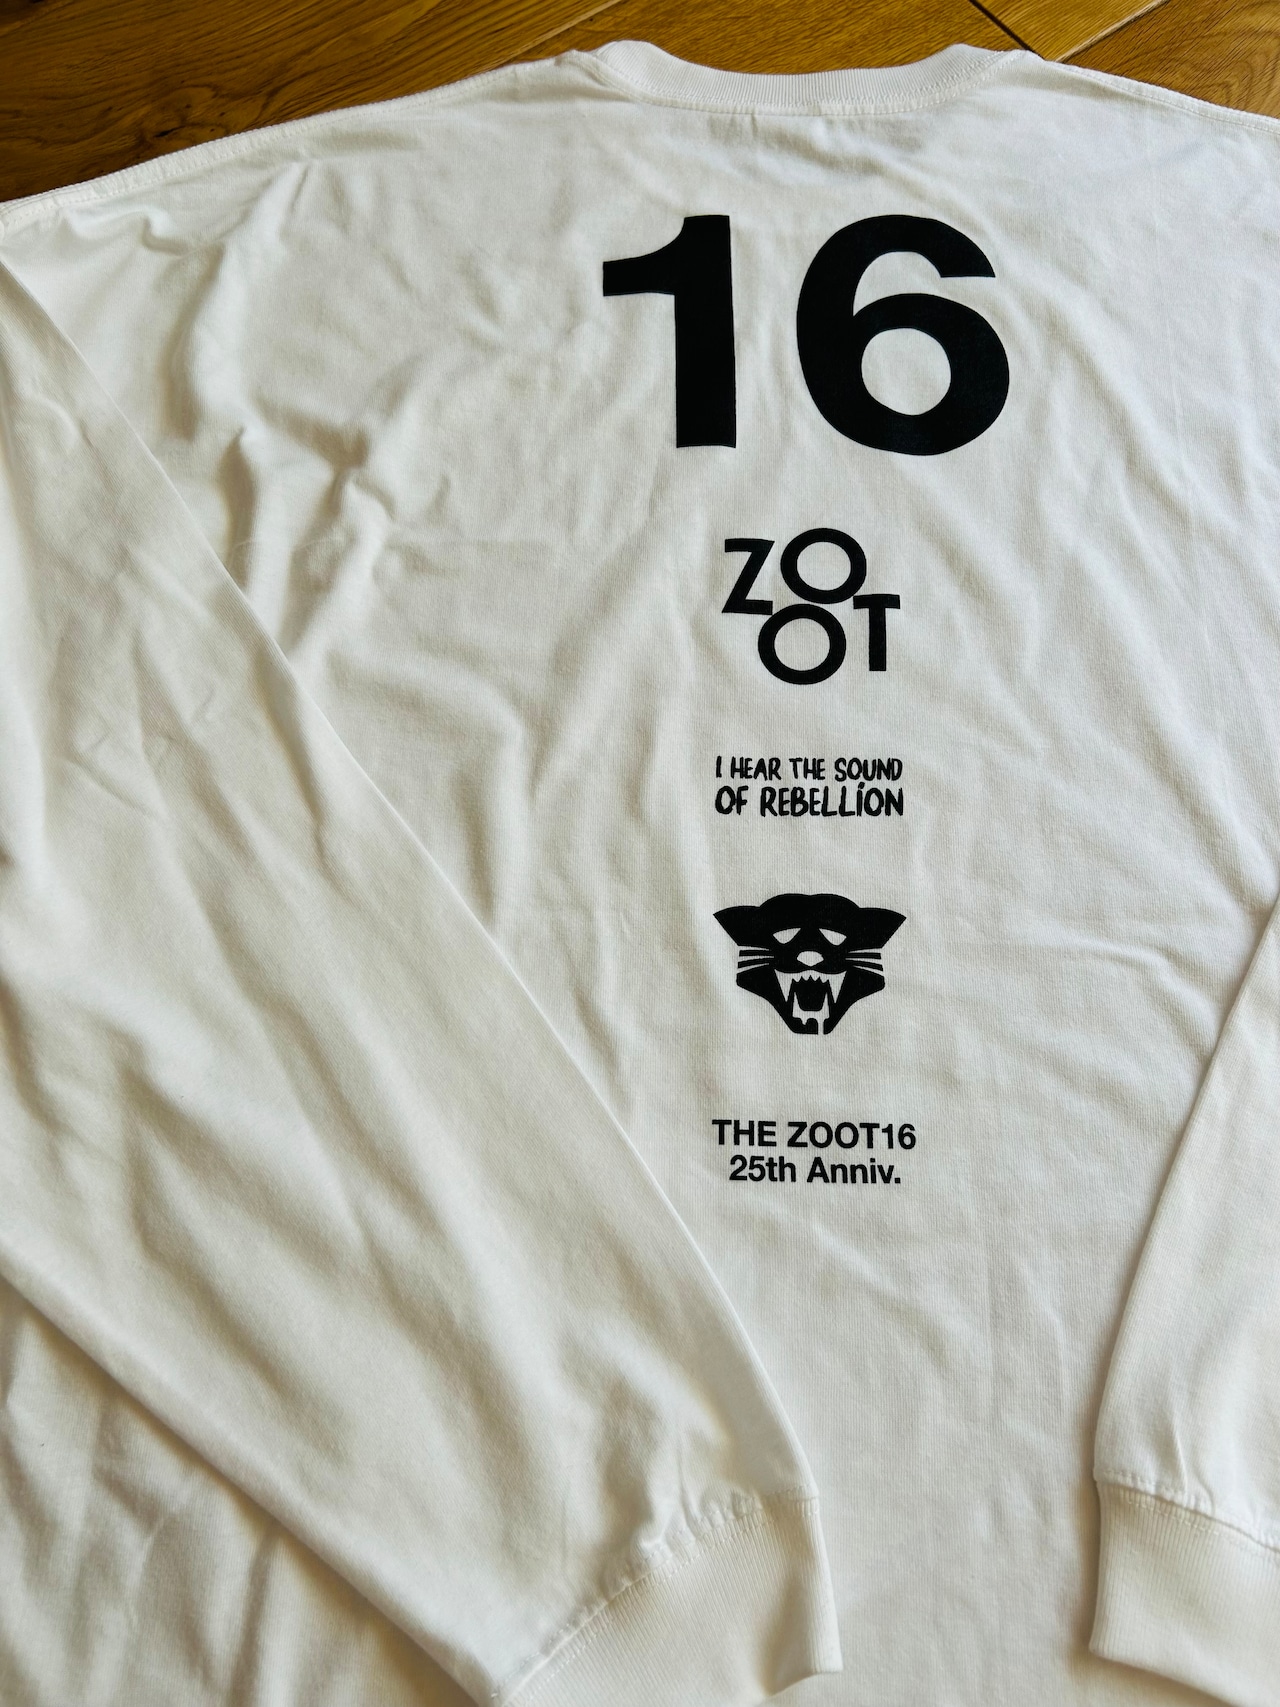 16
ZO
OT
I HEAR THE SOUND
OF REBELLION
THE ZOOT16
25th Anniv.